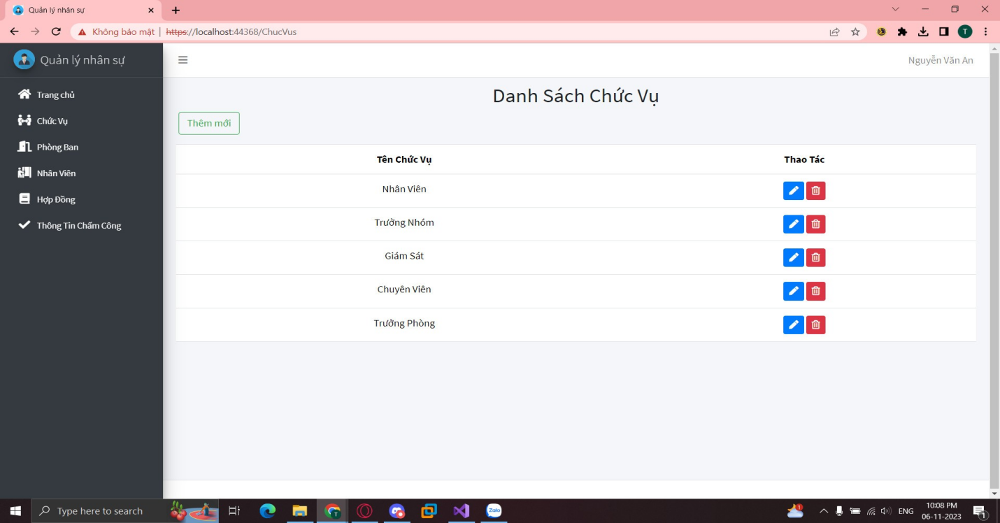 Quản lý nhân sự
Không bảo mật | https://localhost:44368/ChucVus
T
Quản lý nhân sự
Nguyễn Văn An
Trang chủ
Chức Vụ
Phòng Ban
Nhân Viên
Hợp Đồng
Thông Tin Chấm Công
Danh Sách Chức Vụ
Thêm mới
Tên Chức Vụ Thao Tác
Nhân Viên
Trưởng Nhóm
Giám Sát
Chuyên Viên
Trưởng Phòng
Type here to search
T
Zalo
1
ENG
10:08 PM
06-11-2023
1